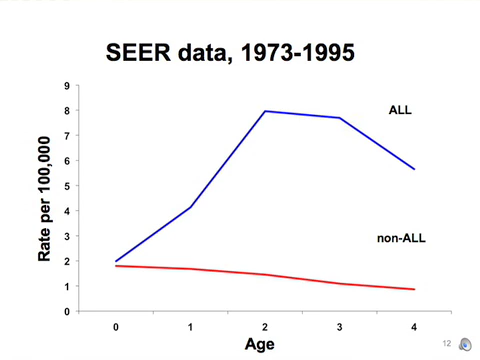 SEER data, 1973-1995
9
8
7
6
5
4
3
2
1
0
Rate per 100,000
ALL
non-ALL
0 1 2 3 4
Age
12